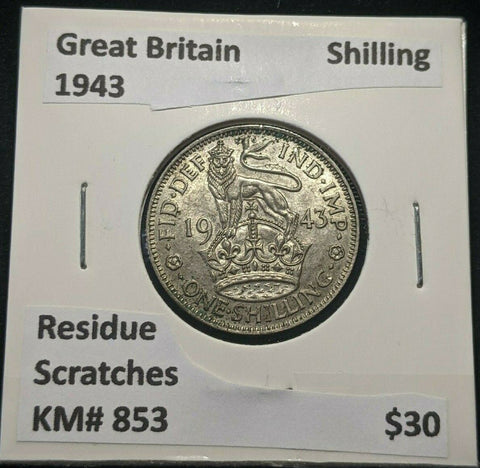 Great Britain Shilling
1943
FID·DEF IND·IMP
19 43
ONE·SHILLING
Residue
Scratches
KM# 853 $30